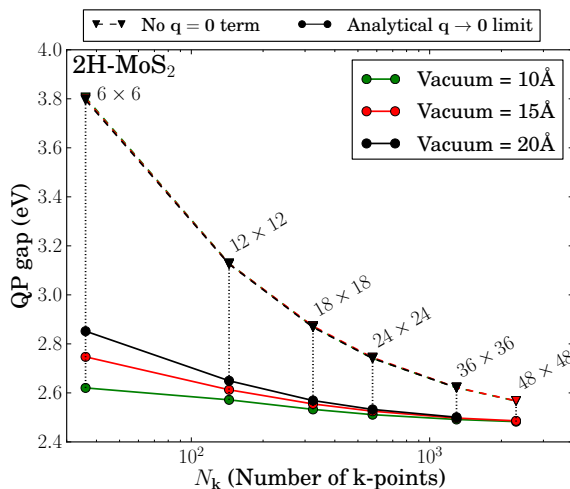 No q = 0 term
Analytical q → 0 limit
2H-MoS₂
Vacuum = 10Å
Vacuum = 15Å
Vacuum = 20Å
6 × 6
12 × 12
18 × 18
24 × 24
36 × 36
48 × 48
QP gap (eV)
4.0
3.8
3.6
3.4
3.2
3.0
2.8
2.6
2.4
10²
10³
Nₖ (Number of k-points)